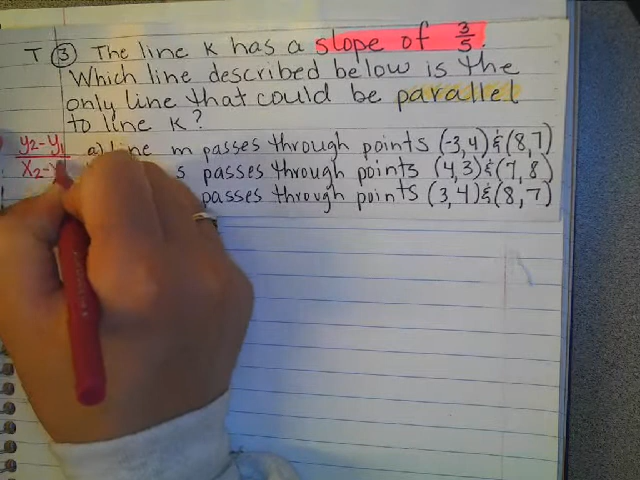 T ③ The line K has a slope of 3/5.
Which line described below is the
only line that could be parallel
to line K?
y₂-y₁
x₂-
a) line m passes through points (-3,4)&(8,7)
s passes through points (4,3)&(7,8)
passes through points (3,4)&(8,7)